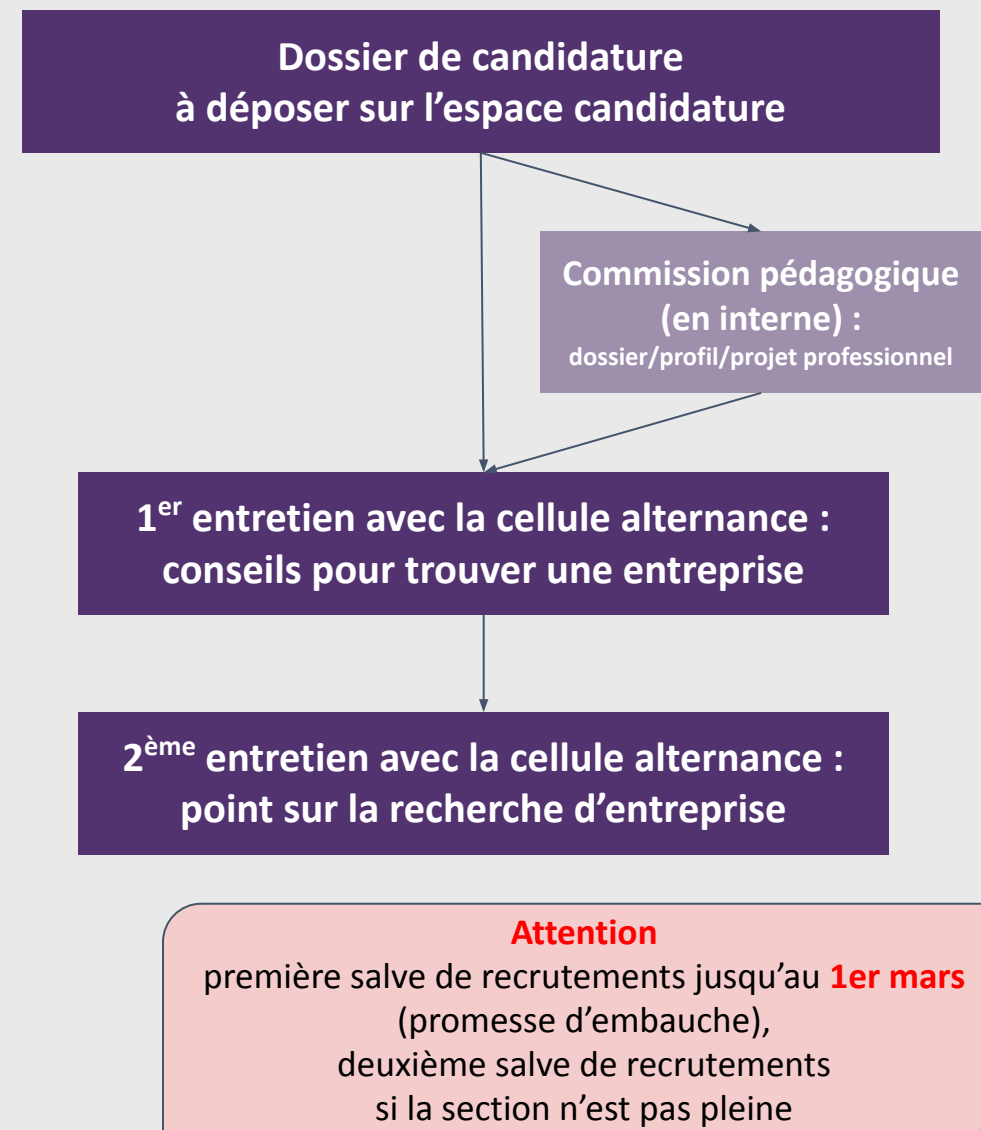 Dossier de candidature
à déposer sur l’espace candidature
Commission pédagogique
(en interne) :
dossier/profil/projet professionnel
1er entretien avec la cellule alternance :
conseils pour trouver une entreprise
2ème entretien avec la cellule alternance :
point sur la recherche d’entreprise
Attention
première salve de recrutements jusqu’au 1er mars
(promesse d’embauche),
deuxième salve de recrutements
si la section n’est pas pleine